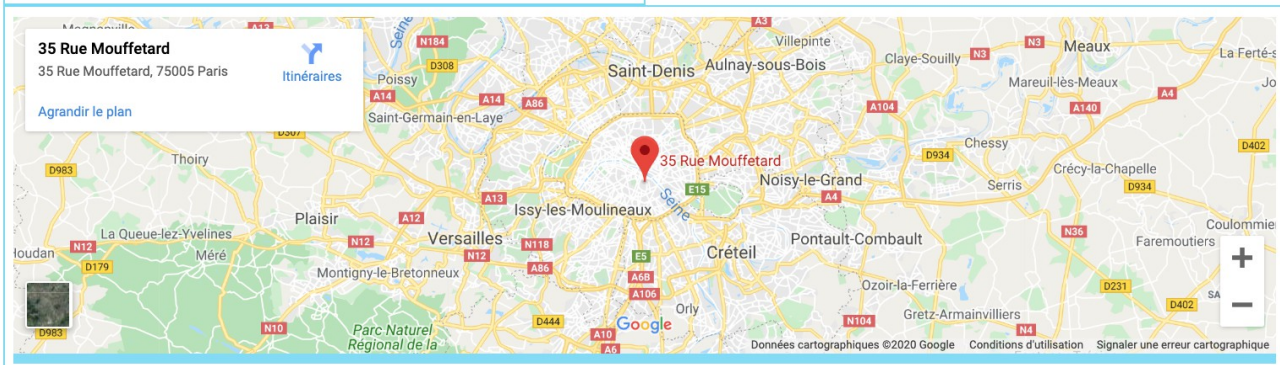 35 Rue Mouffetard
35 Rue Mouffetard, 75005 Paris
Itinéraires
Agrandir le plan
A13
Seine
N184
D308
Poissy
A14
A14
A86
Saint-Germain-en-Laye
D307
A3
Villepinte
Saint-Denis
Aulnay-sous-Bois
Claye-Souilly
N3
N3
Meaux
La Ferté-s
Mareuil-lès-Meaux
A104
A140
A4
Thoiry
D983
35 Rue Mouffetard
E15
Seine
Noisy-le-Grand
A4
D934
Chessy
D402
Crécy-la-Chapelle
D934
Serris
A13
Issy-les-Moulineaux
Plaisir
A12
La Queue-lez-Yvelines
Méré
N12
Versailles
N118
N12
N12
Houdan
D179
A86
E5
Créteil
Pontault-Combault
N36
Coulommie
Faremoutiers
Montigny-le-Bretonneux
A6B
A106
Orly
Ozoir-la-Ferrière
D231
D402
SA
Gretz-Armainvilliers
D983
N10
Parc Naturel
Régional de la
D444
A10
A6
Google
N104
N4
+
−
Données cartographiques ©2020 Google
Conditions d'utilisation
Signaler une erreur cartographique